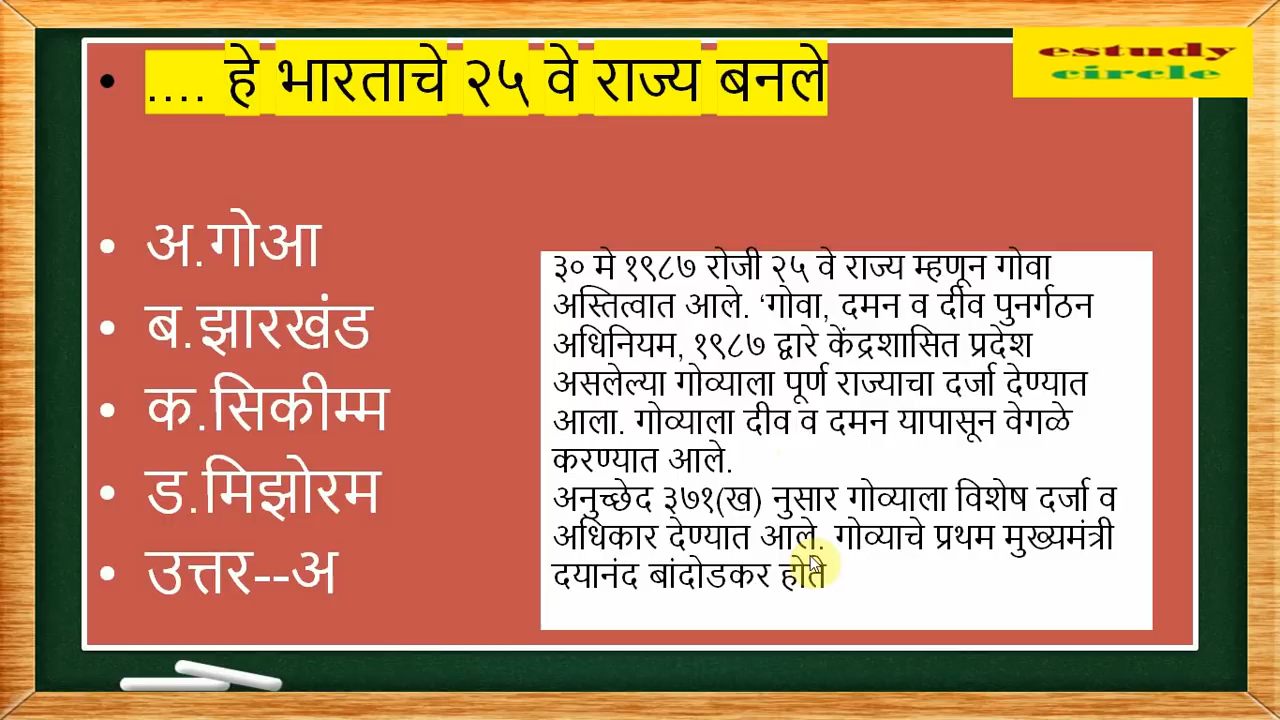 .... हे भारताचे २५ वे राज्य बनले
estudy
circle
अ.गोआ
ब.झारखंड
क.सिकीम्म
ड.मिझोरम
उत्तर--अ
३० मे १९८७ रोजी २५ वे राज्य म्हणून गोवा
अस्तित्वात आले. ‘गोवा, दमन व दीव पुनर्गठन
अधिनियम, १९८७ द्वारे केंद्रशासित प्रदेश
असलेल्या गोव्याला पूर्ण राज्याचा दर्जा देण्यात
आला. गोव्याला दीव व दमन यापासून वेगळे
करण्यात आले.
अनुच्छेद ३७१(ख) नुसार गोव्याला विशेष दर्जा व
अधिकार देण्यात आले. गोव्याचे प्रथम मुख्यमंत्री
दयानंद बांदोडकर होते